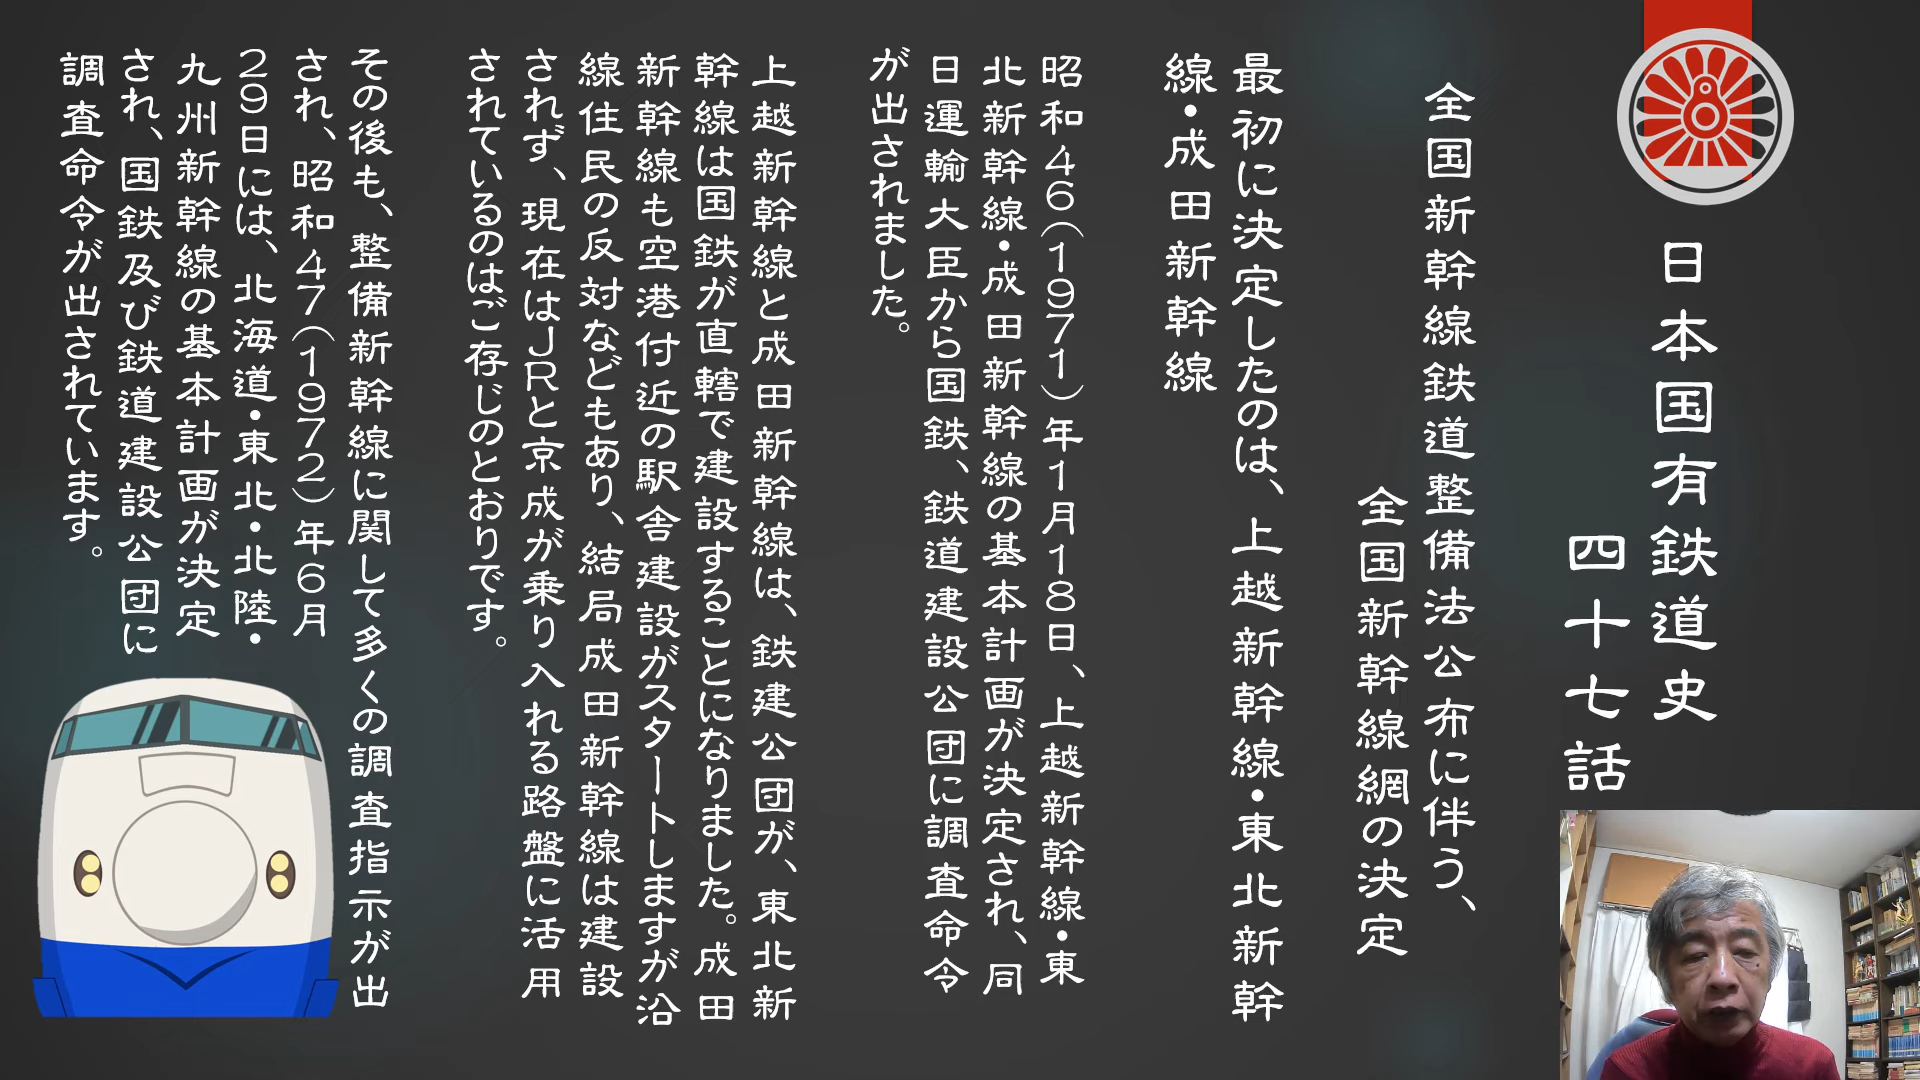 日本国有鉄道史
四十七話
全国新幹線鉄道整備法公布に伴う、
全国新幹線網の決定
最初に決定したのは、上越新幹線・東北新幹
線・成田新幹線
昭和46(1971)年1月18日、上越新幹線・東
北新幹線・成田新幹線の基本計画が決定され、同
日運輸大臣から国鉄、鉄道建設公団に調査命令
が出されました。
上越新幹線と成田新幹線は、鉄建公団が、東北新
幹線は国鉄が直轄で建設することになりました。成田
新幹線も空港付近の駅舎建設がスタートしますが沿
線住民の反対などもあり、結局成田新幹線は建設
されず、現在はJRと京成が乗り入れる路盤に活用
されているのはご存じのとおりです。
その後も、整備新幹線に関して多くの調査指示が出
され、昭和47(1972)年6月
29日には、北海道・東北・北陸・
九州新幹線の基本計画が決定
され、国鉄及び鉄道建設公団に
調査命令が出されています。